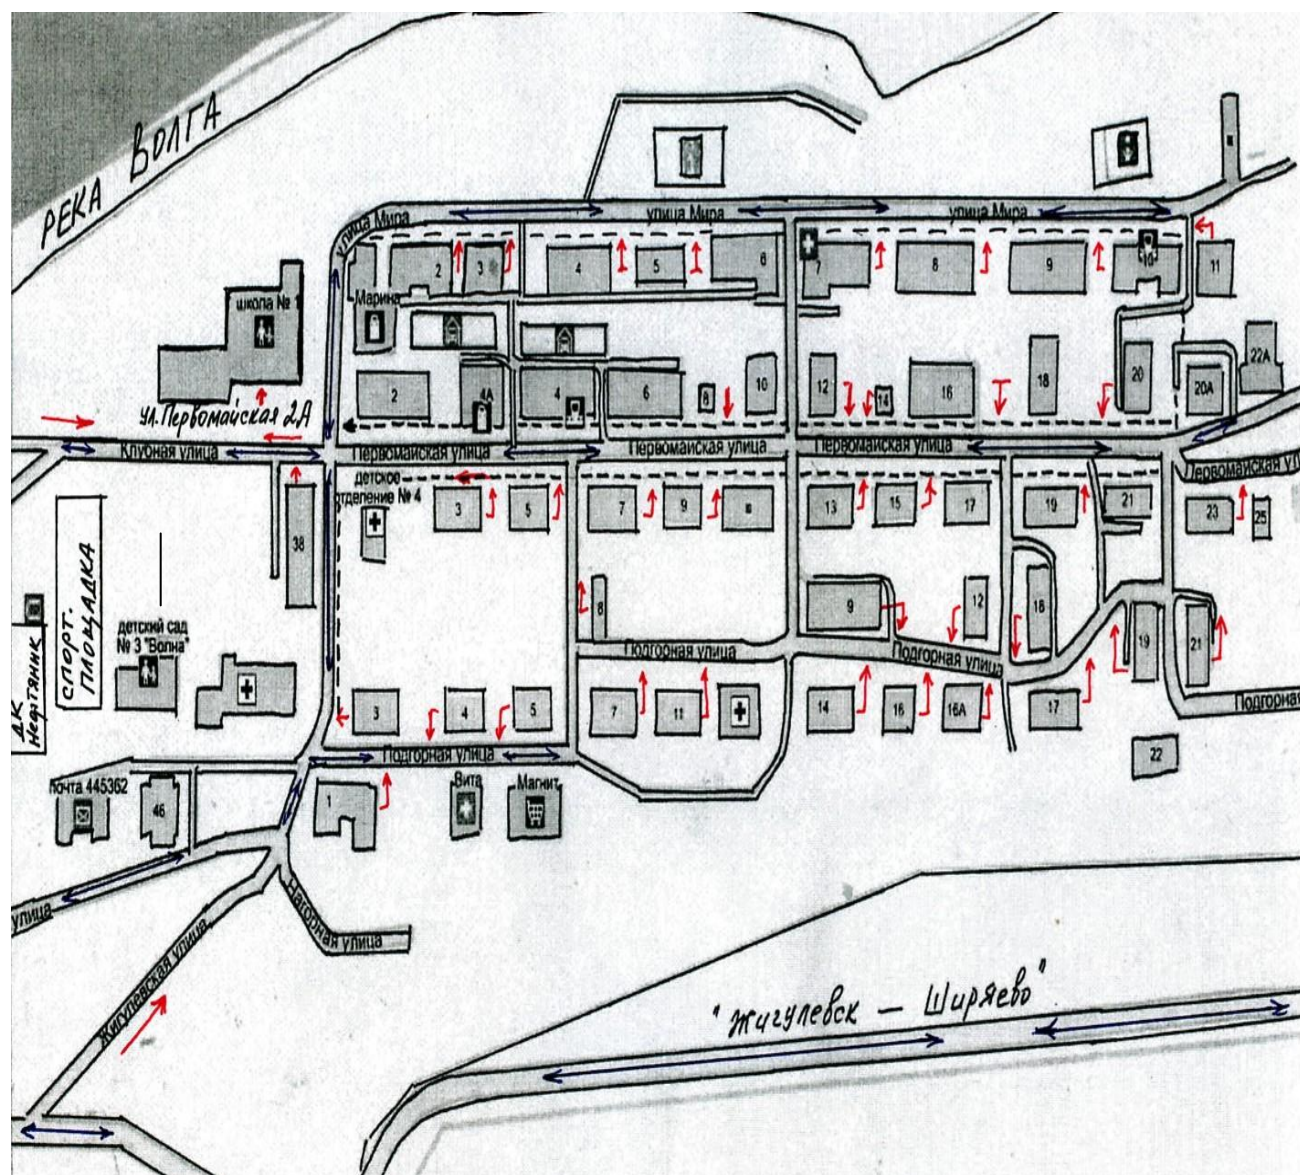 РЕКА ВОЛГА
улица Мира
улица Мира
улица Мира
2
3
4
5
6
7
8
9
10
11
школа № 1
Марина
ул. Первомайская 2А
2
4А
4
6
8
10
12
14
16
18
20
20А
22А
Клубная улица
Первомайская улица
Первомайская улица
Первомайская улица
Первомайская ул
детское
отделение № 4
38
3
5
7
9
13
15
17
19
21
23
25
СПОРТ.
ПЛОЩАДКА
ДК
Нефтяник
детский сад
№ 3 "Волна"
8
9
12
18
19
21
Подгорная улица
Подгорная улица
Подгорная
3
4
5
7
11
14
16
16А
17
22
Подгорная улица
почта 445362
46
1
Вита
Магнит
улица
Нагорная улица
Жигулевская улица
"Жигулевск — Ширяево"